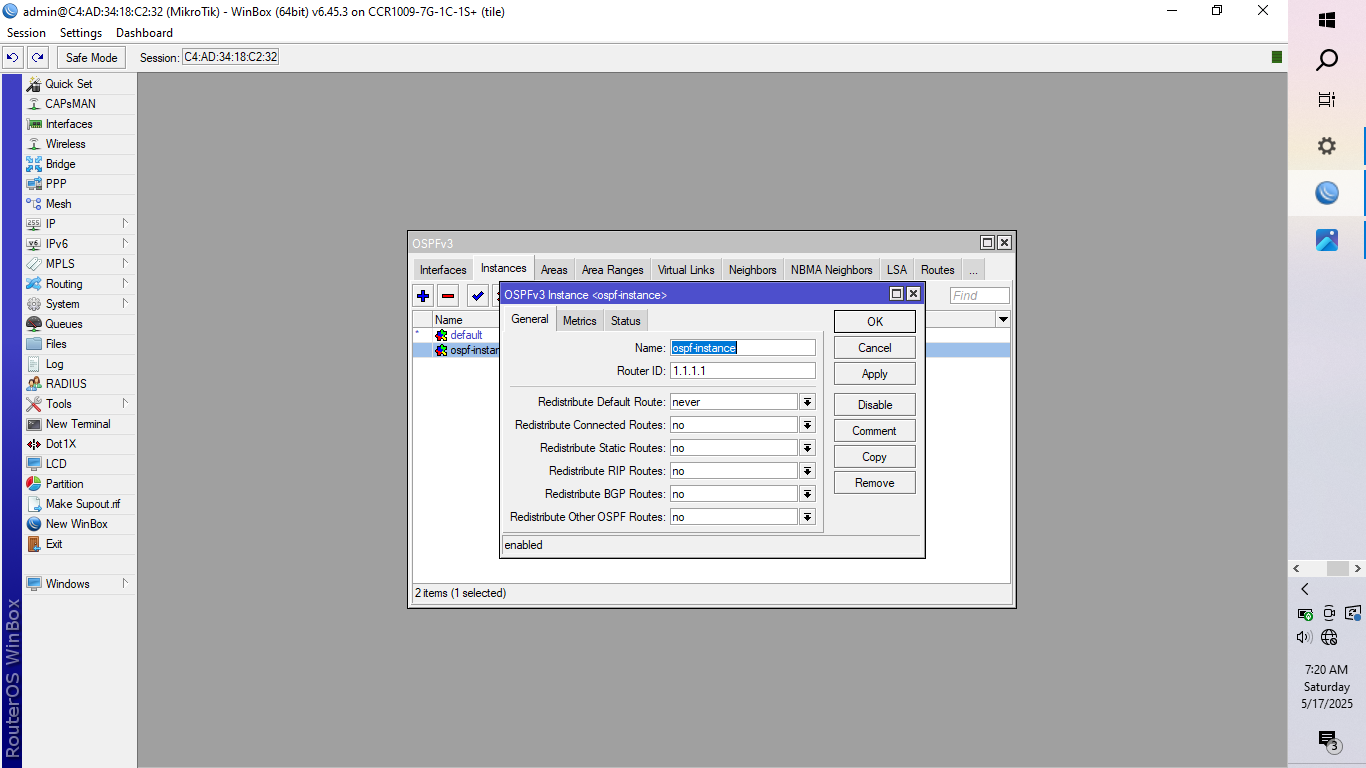 admin@C4:AD:34:18:C2:32 (MikroTik) - WinBox (64bit) v6.45.3 on CCR1009-7G-1C-1S+ (tile)
Session Settings Dashboard
Safe Mode Session: C4:AD:34:18:C2:32
Quick Set
CAPsMAN
Interfaces
Wireless
Bridge
PPP
Mesh
IP
IPv6
MPLS
Routing
System
Queues
Files
Log
RADIUS
Tools
New Terminal
Dot1X
LCD
Partition
Make Supout.rif
New WinBox
Exit
Windows
RouterOS WinBox
OSPFv3
Interfaces Instances Areas Area Ranges Virtual Links Neighbors NBMA Neighbors LSA Routes ...
Find
Name
* default
ospf-instan
2 items (1 selected)
OSPFv3 Instance <ospf-instance>
General Metrics Status
Name: ospf-instance
Router ID: 1.1.1.1
Redistribute Default Route: never
Redistribute Connected Routes: no
Redistribute Static Routes: no
Redistribute RIP Routes: no
Redistribute BGP Routes: no
Redistribute Other OSPF Routes: no
OK
Cancel
Apply
Disable
Comment
Copy
Remove
enabled
7:20 AM
Saturday
5/17/2025
3